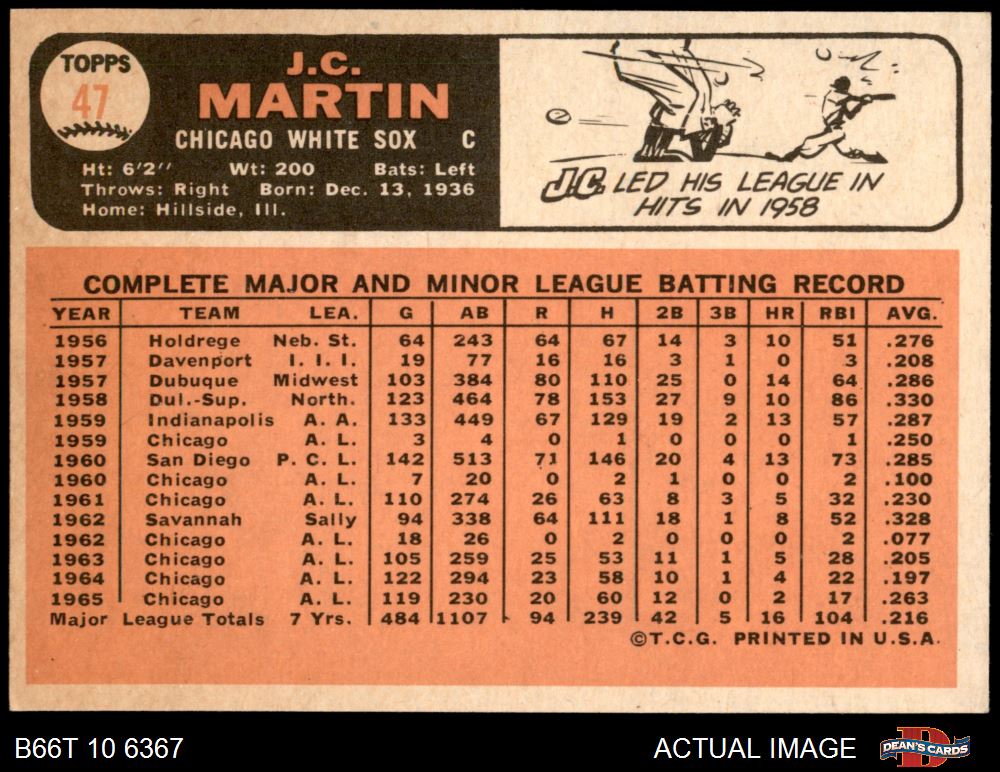 TOPPS
47
J.C.
MARTIN
CHICAGO WHITE SOX C
Ht: 6'2'' Wt: 200 Bats: Left
Throws: Right Born: Dec. 13, 1936
Home: Hillside, Ill.
J.C. LED HIS LEAGUE IN
HITS IN 1958
COMPLETE MAJOR AND MINOR LEAGUE BATTING RECORD
YEAR TEAM LEA. G AB R H 2B 3B HR RBI AVG.
1956 Holdrege Neb. St. 64 243 64 67 14 3 10 51 .276
1957 Davenport I. I. I. 19 77 16 16 3 1 0 3 .208
1957 Dubuque Midwest 103 384 80 110 25 0 14 64 .286
1958 Dul.-Sup. North. 123 464 78 153 27 9 10 86 .330
1959 Indianapolis A. A. 133 449 67 129 19 2 13 57 .287
1959 Chicago A. L. 3 4 0 1 0 0 0 1 .250
1960 San Diego P. C. L. 142 513 71 146 20 4 13 73 .285
1960 Chicago A. L. 7 20 0 2 1 0 0 2 .100
1961 Chicago A. L. 110 274 26 63 8 3 5 32 .230
1962 Savannah Sally 94 338 64 111 18 1 8 52 .328
1962 Chicago A. L. 18 26 0 2 0 0 0 2 .077
1963 Chicago A. L. 105 259 25 53 11 1 5 28 .205
1964 Chicago A. L. 122 294 23 58 10 1 4 22 .197
1965 Chicago A. L. 119 230 20 60 12 0 2 17 .263
Major League Totals 7 Yrs. 484 1107 94 239 42 5 16 104 .216
©T.C.G. PRINTED IN U.S.A.
B66T 10 6367 ACTUAL IMAGE DEAN'S CARDS